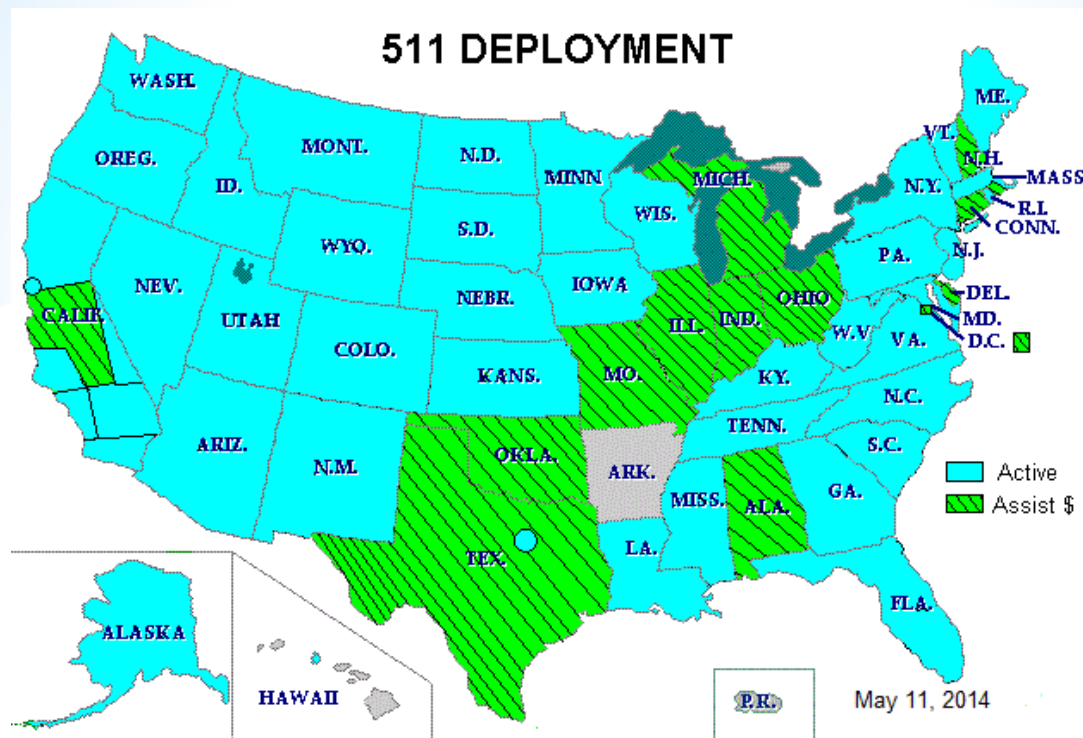 511 DEPLOYMENT
WASH.
ME.
MONT.
N.D.
VT.
OREG.
MINN
N.H.
ID.
MICH.
MASS
N.Y.
WIS.
S.D.
R.I.
WYO.
CONN.
N.J.
PA.
IOWA
NEV.
NEBR.
OHIO
DEL.
CALIF
UTAH
ILL.
IND.
MD.
COLO.
W.V
VA.
D.C.
KANS.
MO.
KY.
N.C.
TENN.
ARIZ.
OKLA.
S.C.
N.M.
ARK.
Active
MISS.
GA.
ALA.
Assist $
LA.
TEX.
FLA.
ALASKA
HAWAII
P.R.
May 11, 2014